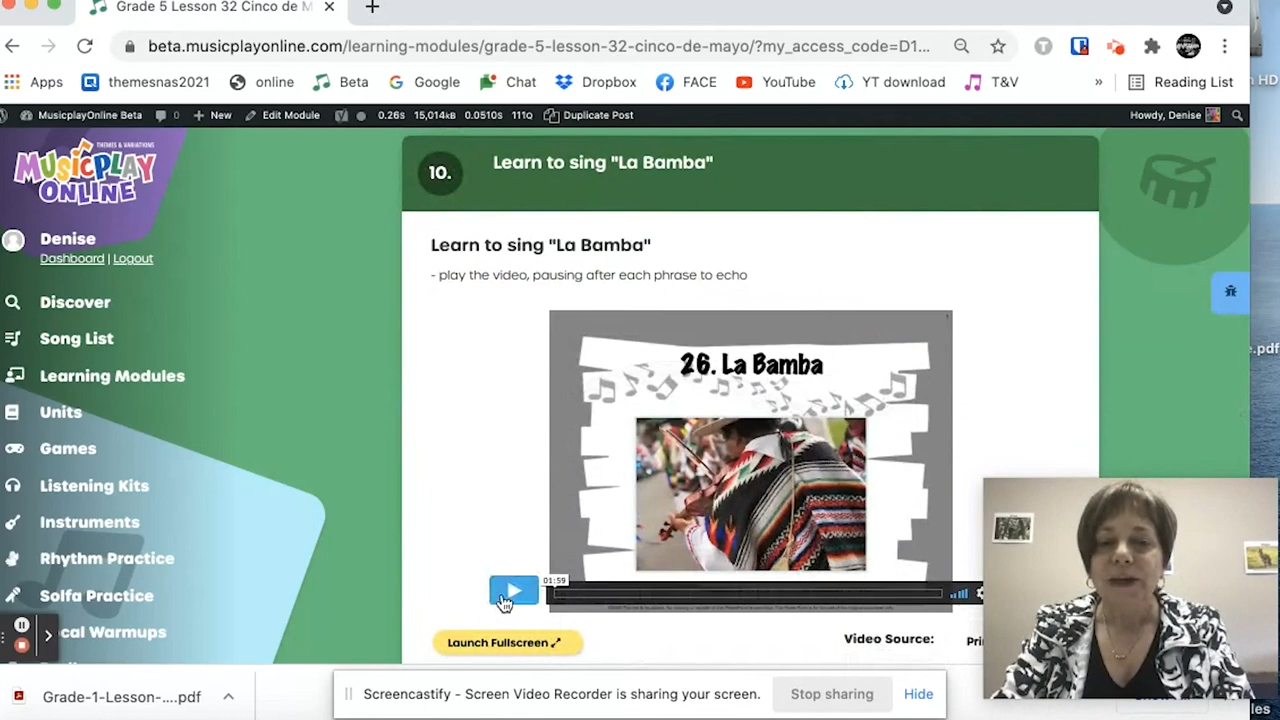 Grade 5 Lesson 32 Cinco de M
beta.musicplayonline.com/learning-modules/grade-5-lesson-32-cinco-de-mayo/?my_access_code=D1...
Apps themesnas2021 online Beta Google Chat Dropbox FACE YouTube YT download T&V » Reading List
MusicplayOnline Beta 0 + New Edit Module 0.26s 15,014kB 0.0510s 111Q Duplicate Post Howdy, Denise
THEMES & VARIATIONS
MUSICPLAY
ONLINE
Denise
Dashboard | Logout
Discover
Song List
Learning Modules
Units
Games
Listening Kits
Instruments
Rhythm Practice
Solfa Practice
ocal Warmups
10. Learn to sing "La Bamba"
Learn to sing "La Bamba"
- play the video, pausing after each phrase to echo
26. La Bamba
01:59
Launch Fullscreen
Video Source:
HD
e.pdf
Grade-1-Lesson-....pdf
Screencastify - Screen Video Recorder is sharing your screen. Stop sharing Hide
les